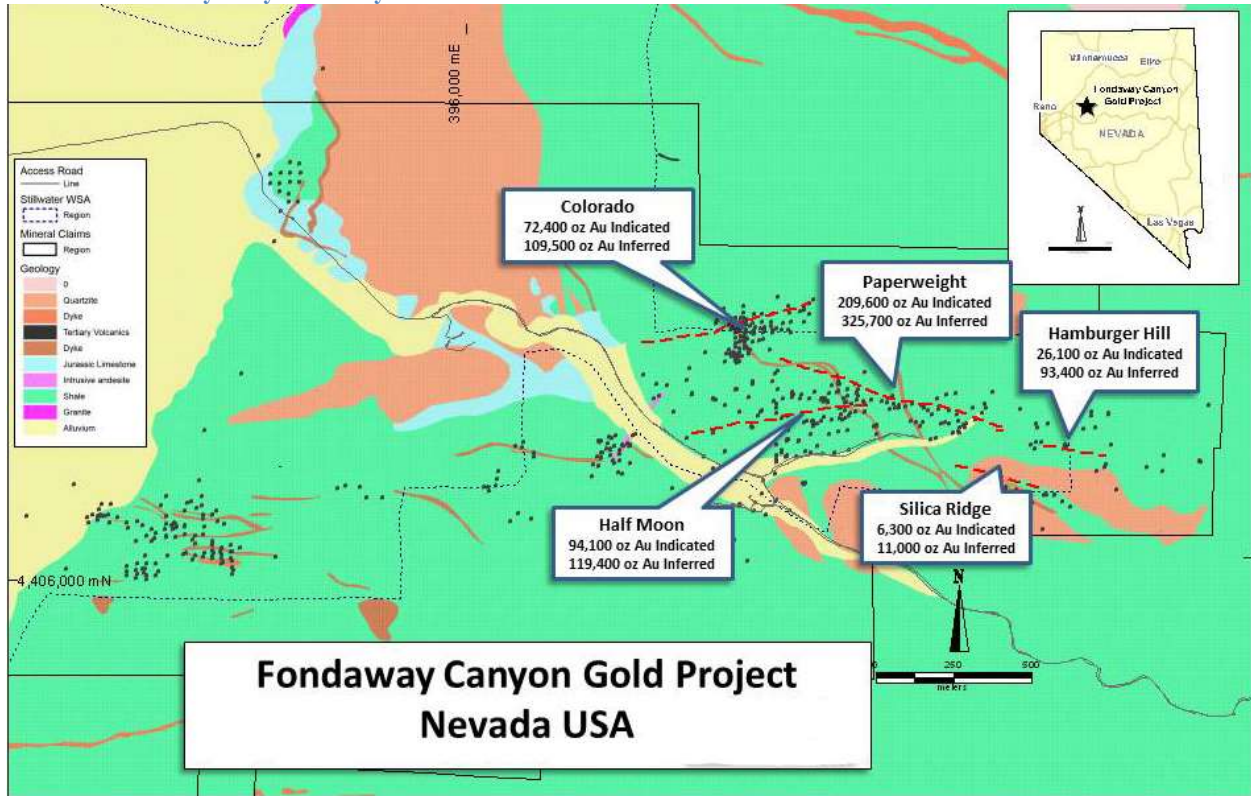 396,000 mE
Winnemucca Elko
Fondaway Canyon
Gold Project
Reno
NEVADA
Las Vegas
Access Road
Line
Stillwater WSA
Region
Mineral Claims
Region
Geology
0
Quartzite
Dyke
Tertiary Volcanics
Dyke
Jurassic Limestone
Intrusive andesite
Shale
Granite
Alluvium
Colorado
72,400 oz Au Indicated
109,500 oz Au Inferred
Paperweight
209,600 oz Au Indicated
325,700 oz Au Inferred
Hamburger Hill
26,100 oz Au Indicated
93,400 oz Au Inferred
Half Moon
94,100 oz Au Indicated
119,400 oz Au Inferred
Silica Ridge
6,300 oz Au Indicated
11,000 oz Au Inferred
4,406,000 mN
N
0 250 500
meters
Fondaway Canyon Gold Project
Nevada USA